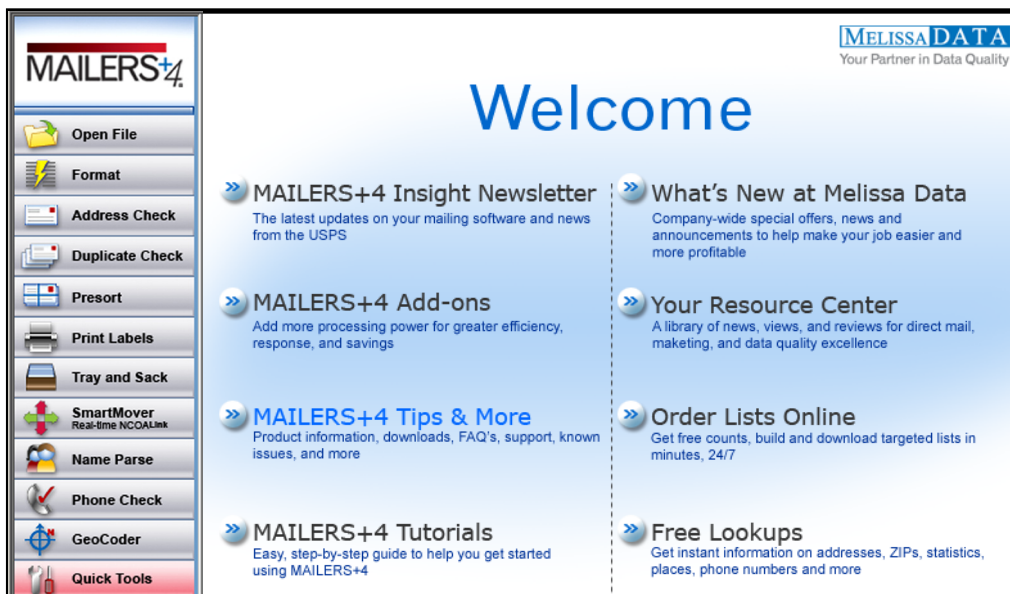 MAILERS+4
Open File
Format
Address Check
Duplicate Check
Presort
Print Labels
Tray and Sack
SmartMover
Real-time NCOALink
Name Parse
Phone Check
GeoCoder
Quick Tools
MELISSA DATA
Your Partner in Data Quality
Welcome
MAILERS+4 Insight Newsletter
The latest updates on your mailing software and news
from the USPS
MAILERS+4 Add-ons
Add more processing power for greater efficiency,
response, and savings
MAILERS+4 Tips & More
Product information, downloads, FAQ's, support, known
issues, and more
MAILERS+4 Tutorials
Easy, step-by-step guide to help you get started
using MAILERS+4
What's New at Melissa Data
Company-wide special offers, news and
announcements to help make your job easier and
more profitable
Your Resource Center
A library of news, views, and reviews for direct mail,
maketing, and data quality excellence
Order Lists Online
Get free counts, build and download targeted lists in
minutes, 24/7
Free Lookups
Get instant information on addresses, ZIPs, statistics,
places, phone numbers and more